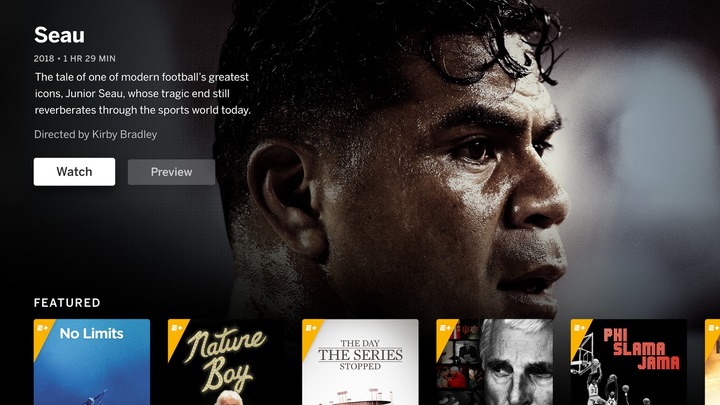 Seau
2018 • 1 HR 29 MIN
The tale of one of modern football's greatest
icons, Junior Seau, whose tragic end still
reverberates through the sports world today.
Directed by Kirby Bradley
Watch
Preview
FEATURED
E+
No Limits
E+
Nature
Boy
E+
THE DAY
THE SERIES
STOPPED
E+
E+
PHI
SLAMA
JAMA